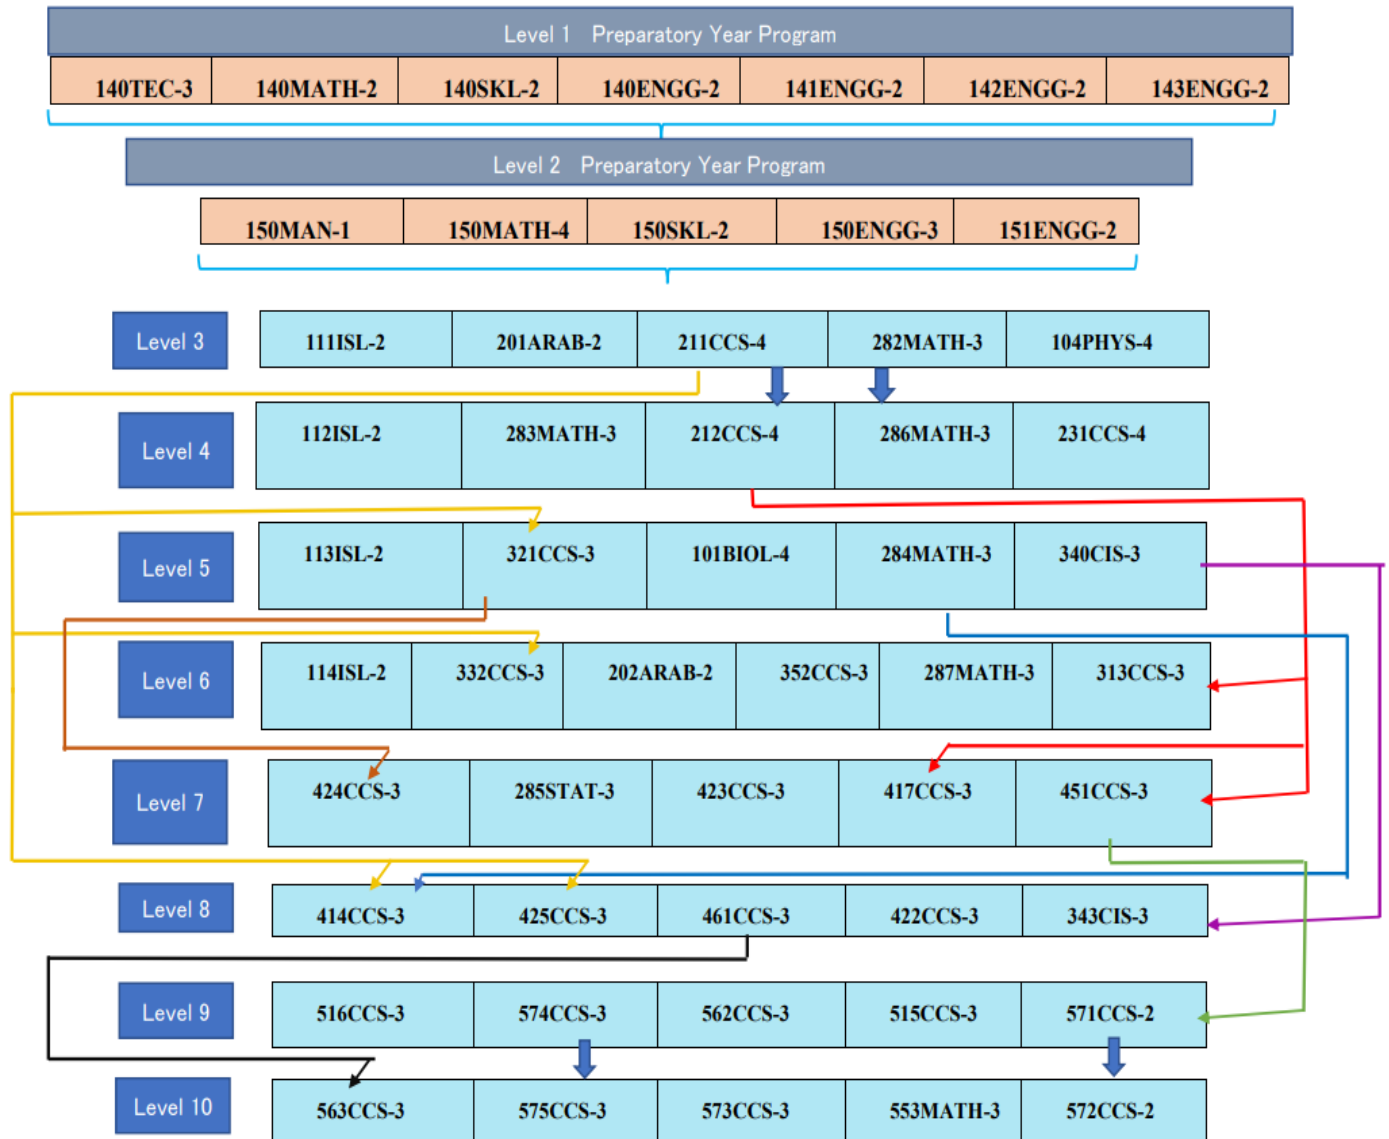 Level 1 Preparatory Year Program
140TEC-3 140MATH-2 140SKL-2 140ENGG-2 141ENGG-2 142ENGG-2 143ENGG-2
Level 2 Preparatory Year Program
150MAN-1 150MATH-4 150SKL-2 150ENGG-3 151ENGG-2
Level 3 111ISL-2 201ARAB-2 211CCS-4 282MATH-3 104PHYS-4
Level 4 112ISL-2 283MATH-3 212CCS-4 286MATH-3 231CCS-4
Level 5 113ISL-2 321CCS-3 101BIOL-4 284MATH-3 340CIS-3
Level 6 114ISL-2 332CCS-3 202ARAB-2 352CCS-3 287MATH-3 313CCS-3
Level 7 424CCS-3 285STAT-3 423CCS-3 417CCS-3 451CCS-3
Level 8 414CCS-3 425CCS-3 461CCS-3 422CCS-3 343CIS-3
Level 9 516CCS-3 574CCS-3 562CCS-3 515CCS-3 571CCS-2
Level 10 563CCS-3 575CCS-3 573CCS-3 553MATH-3 572CCS-2